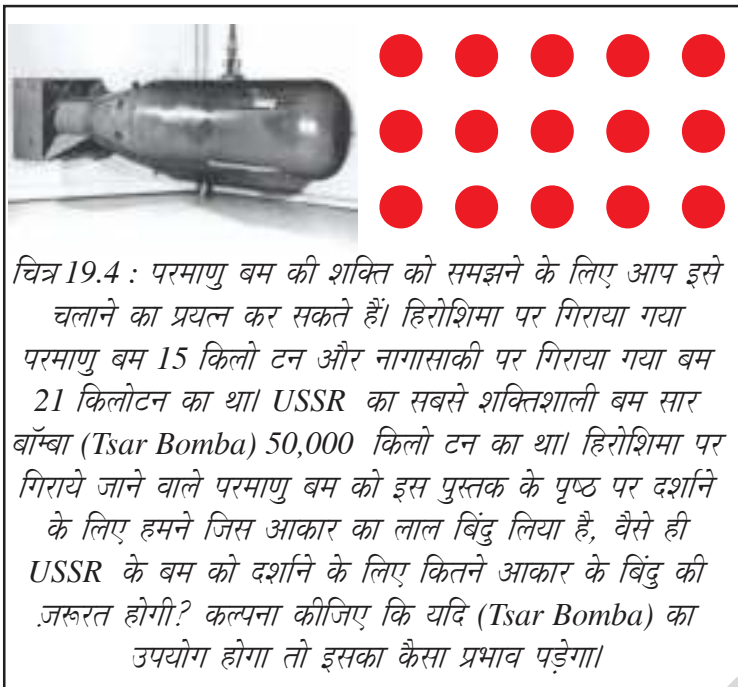 चित्र 19.4 : परमाणु बम की शक्ति को समझने के लिए आप इसे
चलाने का प्रयत्न कर सकते हैं। हिरोशिमा पर गिराया गया
परमाणु बम 15 किलो टन और नागासाकी पर गिराया गया बम
21 किलोटन का था। USSR का सबसे शक्तिशाली बम सार
बॉम्बा (Tsar Bomba) 50,000 किलो टन का था। हिरोशिमा पर
गिराये जाने वाले परमाणु बम को इस पुस्तक के पृष्ठ पर दर्शाने
के लिए हमने जिस आकार का लाल बिंदु लिया है, वैसे ही
USSR के बम को दर्शाने के लिए कितने आकार के बिंदु की
ज़रूरत होगी? कल्पना कीजिए कि यदि (Tsar Bomba) का
उपयोग होगा तो इसका कैसा प्रभाव पड़ेगा।